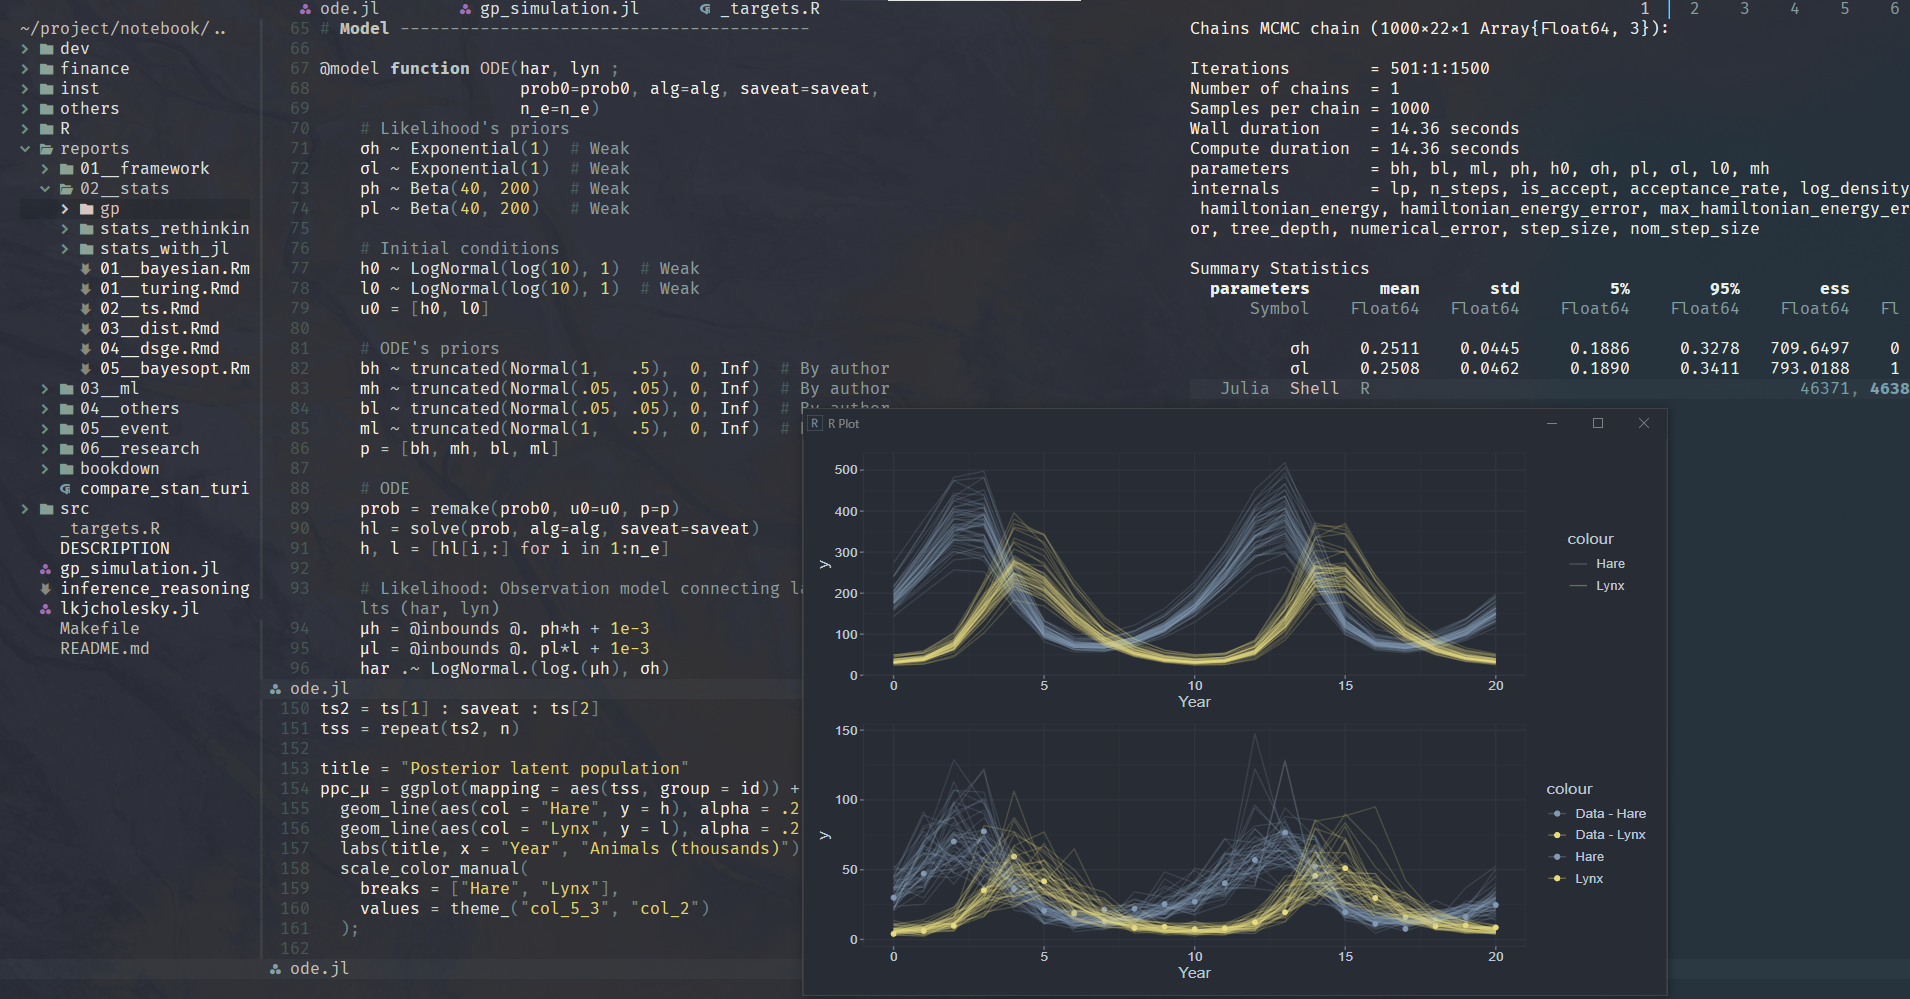 ~/project/notebook/..
dev
finance
inst
others
R
reports
01__framework
02__stats
gp
stats_rethinkin
stats_with_jl
01__bayesian.Rm
01__turing.Rmd
02__ts.Rmd
03__dist.Rmd
04__dsge.Rmd
05__bayesopt.Rm
03__ml
04__others
05__event
06__research
bookdown
compare_stan_turi
src
_targets.R
DESCRIPTION
gp_simulation.jl
inference_reasoning
lkjcholesky.jl
Makefile
README.md
ode.jl gp_simulation.jl _targets.R
65 # Model -----------------------------------------
66
67 @model function ODE(har, lyn ;
68 prob0=prob0, alg=alg, saveat=saveat,
69 n_e=n_e)
70 # Likelihood's priors
71 σh ~ Exponential(1) # Weak
72 σl ~ Exponential(1) # Weak
73 ph ~ Beta(40, 200) # Weak
74 pl ~ Beta(40, 200) # Weak
75
76 # Initial conditions
77 h0 ~ LogNormal(log(10), 1) # Weak
78 l0 ~ LogNormal(log(10), 1) # Weak
79 u0 = [h0, l0]
80
81 # ODE's priors
82 bh ~ truncated(Normal(1, .5), 0, Inf) # By author
83 mh ~ truncated(Normal(.05, .05), 0, Inf) # By author
84 bl ~ truncated(Normal(.05, .05), 0, Inf) # By author
85 ml ~ truncated(Normal(1, .5), 0, Inf) #
86 p = [bh, mh, bl, ml]
87
88 # ODE
89 prob = remake(prob0, u0=u0, p=p)
90 hl = solve(prob, alg=alg, saveat=saveat)
91 h, l = [hl[i,:] for i in 1:n_e]
92
93 # Likelihood: Observation model connecting la
lts (har, lyn)
94 μh = @inbounds @. ph*h + 1e-3
95 μl = @inbounds @. pl*l + 1e-3
96 har .~ LogNormal.(log.(μh), σh)
ode.jl
150 ts2 = ts[1] : saveat : ts[2]
151 tss = repeat(ts2, n)
152
153 title = "Posterior latent population"
154 ppc_μ = ggplot(mapping = aes(tss, group = id)) +
155 geom_line(aes(col = "Hare", y = h), alpha = .2
156 geom_line(aes(col = "Lynx", y = l), alpha = .2
157 labs(title, x = "Year", "Animals (thousands)")
158 scale_color_manual(
159 breaks = ["Hare", "Lynx"],
160 values = theme_("col_5_3", "col_2")
161 );
162
ode.jl
1 2 3 4 5 6
Chains MCMC chain (1000×22×1 Array{Float64, 3}):
Iterations = 501:1:1500
Number of chains = 1
Samples per chain = 1000
Wall duration = 14.36 seconds
Compute duration = 14.36 seconds
parameters = bh, bl, ml, ph, h0, σh, pl, σl, l0, mh
internals = lp, n_steps, is_accept, acceptance_rate, log_density,
hamiltonian_energy, hamiltonian_energy_error, max_hamiltonian_energy_er
or, tree_depth, numerical_error, step_size, nom_step_size
Summary Statistics
parameters mean std 5% 95% ess
Symbol Float64 Float64 Float64 Float64 Float64 Fl
σh 0.2511 0.0445 0.1886 0.3278 709.6497 0
σl 0.2508 0.0462 0.1890 0.3411 793.0188 1
Julia Shell R 46371, 4638
R R Plot
500
400
300
200
100
0
y
0 5 10 15 20
Year
colour
Hare
Lynx
150
100
50
0
y
0 5 10 15 20
Year
colour
Data - Hare
Data - Lynx
Hare
Lynx